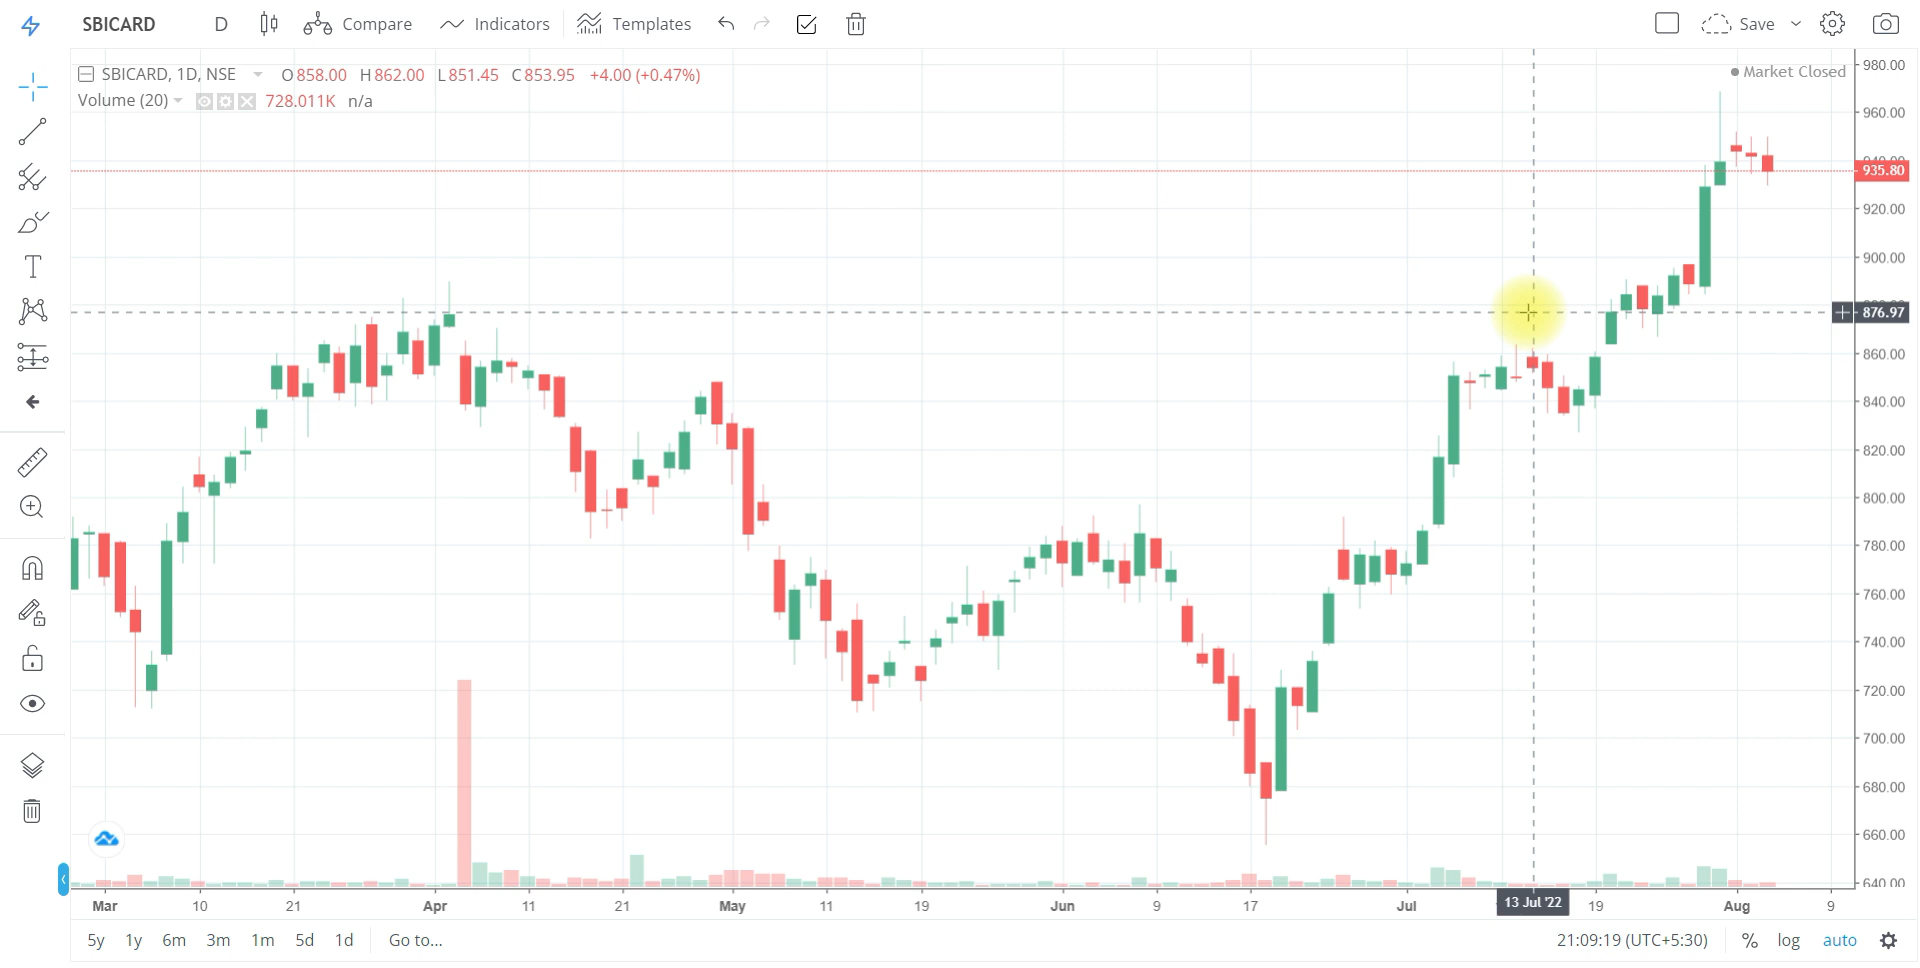 SBICARD D Compare Indicators Templates Save
SBICARD, 1D, NSE O858.00 H862.00 L851.45 C853.95 +4.00 (+0.47%)
Market Closed
Volume (20) 728.011K n/a
980.00
960.00
940.00
935.80
920.00
900.00
876.97
860.00
840.00
820.00
800.00
780.00
760.00
740.00
720.00
700.00
680.00
660.00
640.00
Mar 10 21 Apr 11 21 May 11 19 Jun 9 17 Jul 13 Jul '22 19 Aug 9
5y 1y 6m 3m 1m 5d 1d Go to... 21:09:19 (UTC+5:30) % log auto
T